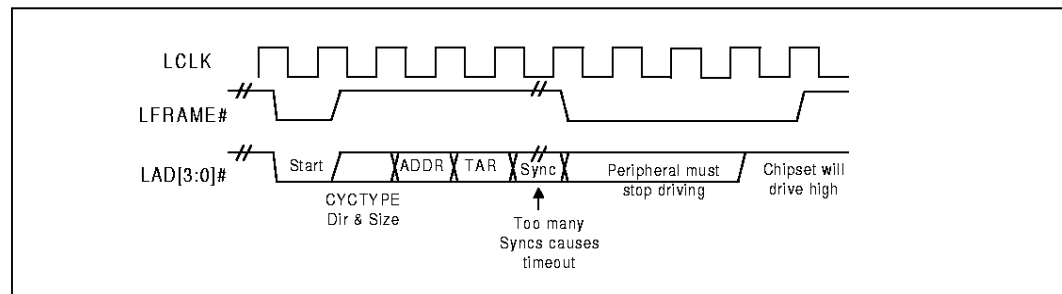 LCLK
LFRAME#
LAD[3:0]#
Start
ADDR
TAR
Sync
Peripheral must
stop driving
Chipset will
drive high
CYCTYPE
Dir & Size
Too many
Syncs causes
timeout